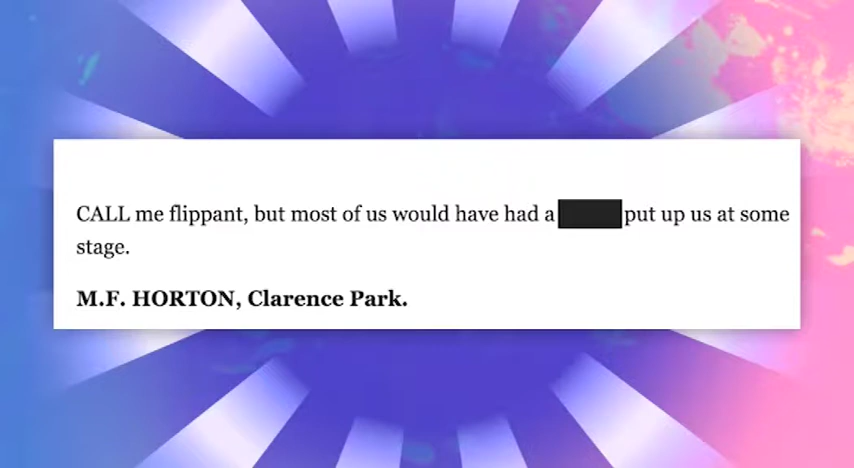 CALL me flippant, but most of us would have had a put up us at some
stage.
M.F. HORTON, Clarence Park.